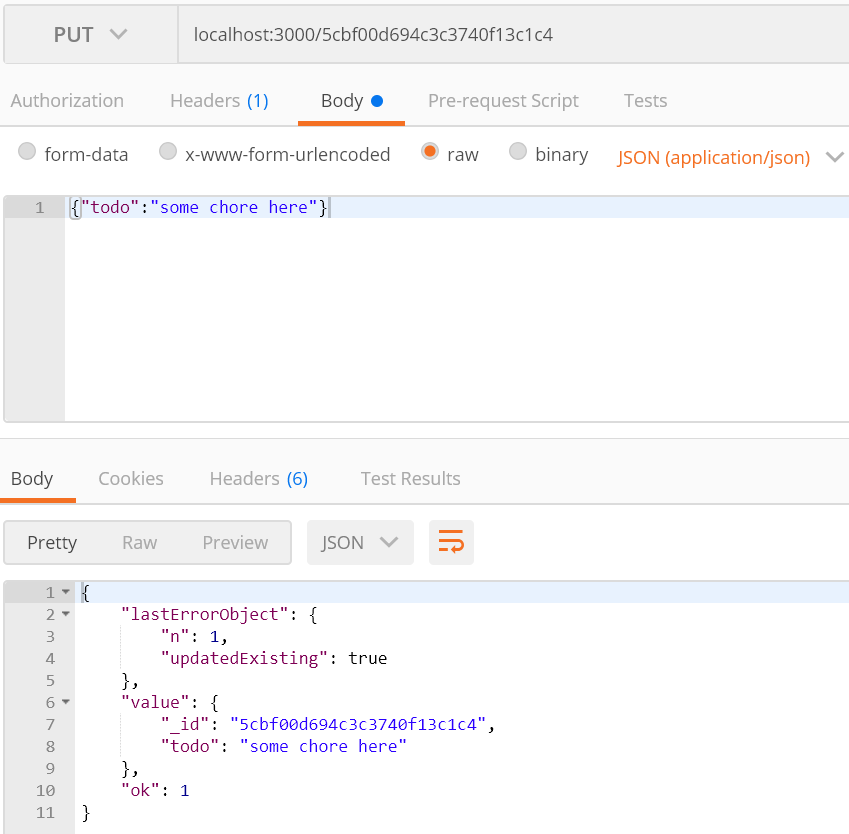 PUT localhost:3000/5cbf00d694c3c3740f13c1c4
Authorization Headers (1) Body Pre-request Script Tests
form-data x-www-form-urlencoded raw binary JSON (application/json)
1 {"todo":"some chore here"}
Body Cookies Headers (6) Test Results
Pretty Raw Preview JSON
1 {
2 "lastErrorObject": {
3 "n": 1,
4 "updatedExisting": true
5 },
6 "value": {
7 "_id": "5cbf00d694c3c3740f13c1c4",
8 "todo": "some chore here"
9 },
10 "ok": 1
11 }